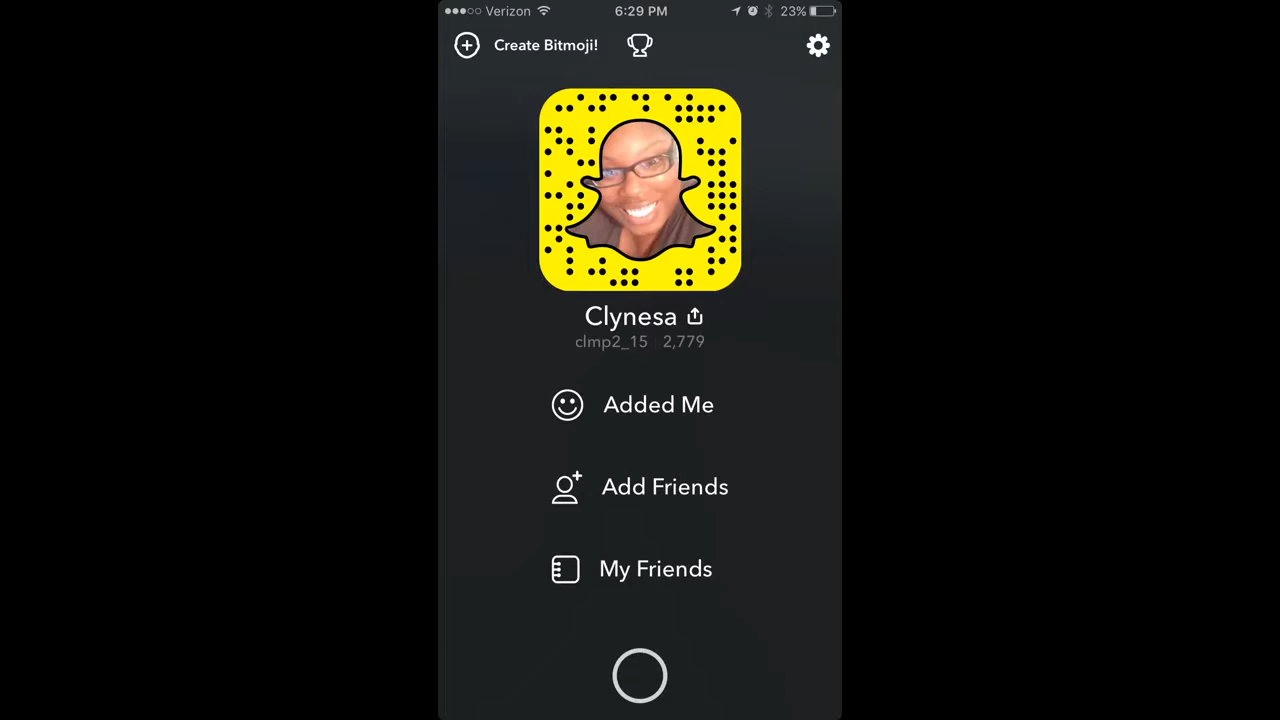 Verizon 6:29 PM 23%
Create Bitmoji!
Clynesa
clmp2_15 2,779
Added Me
Add Friends
My Friends